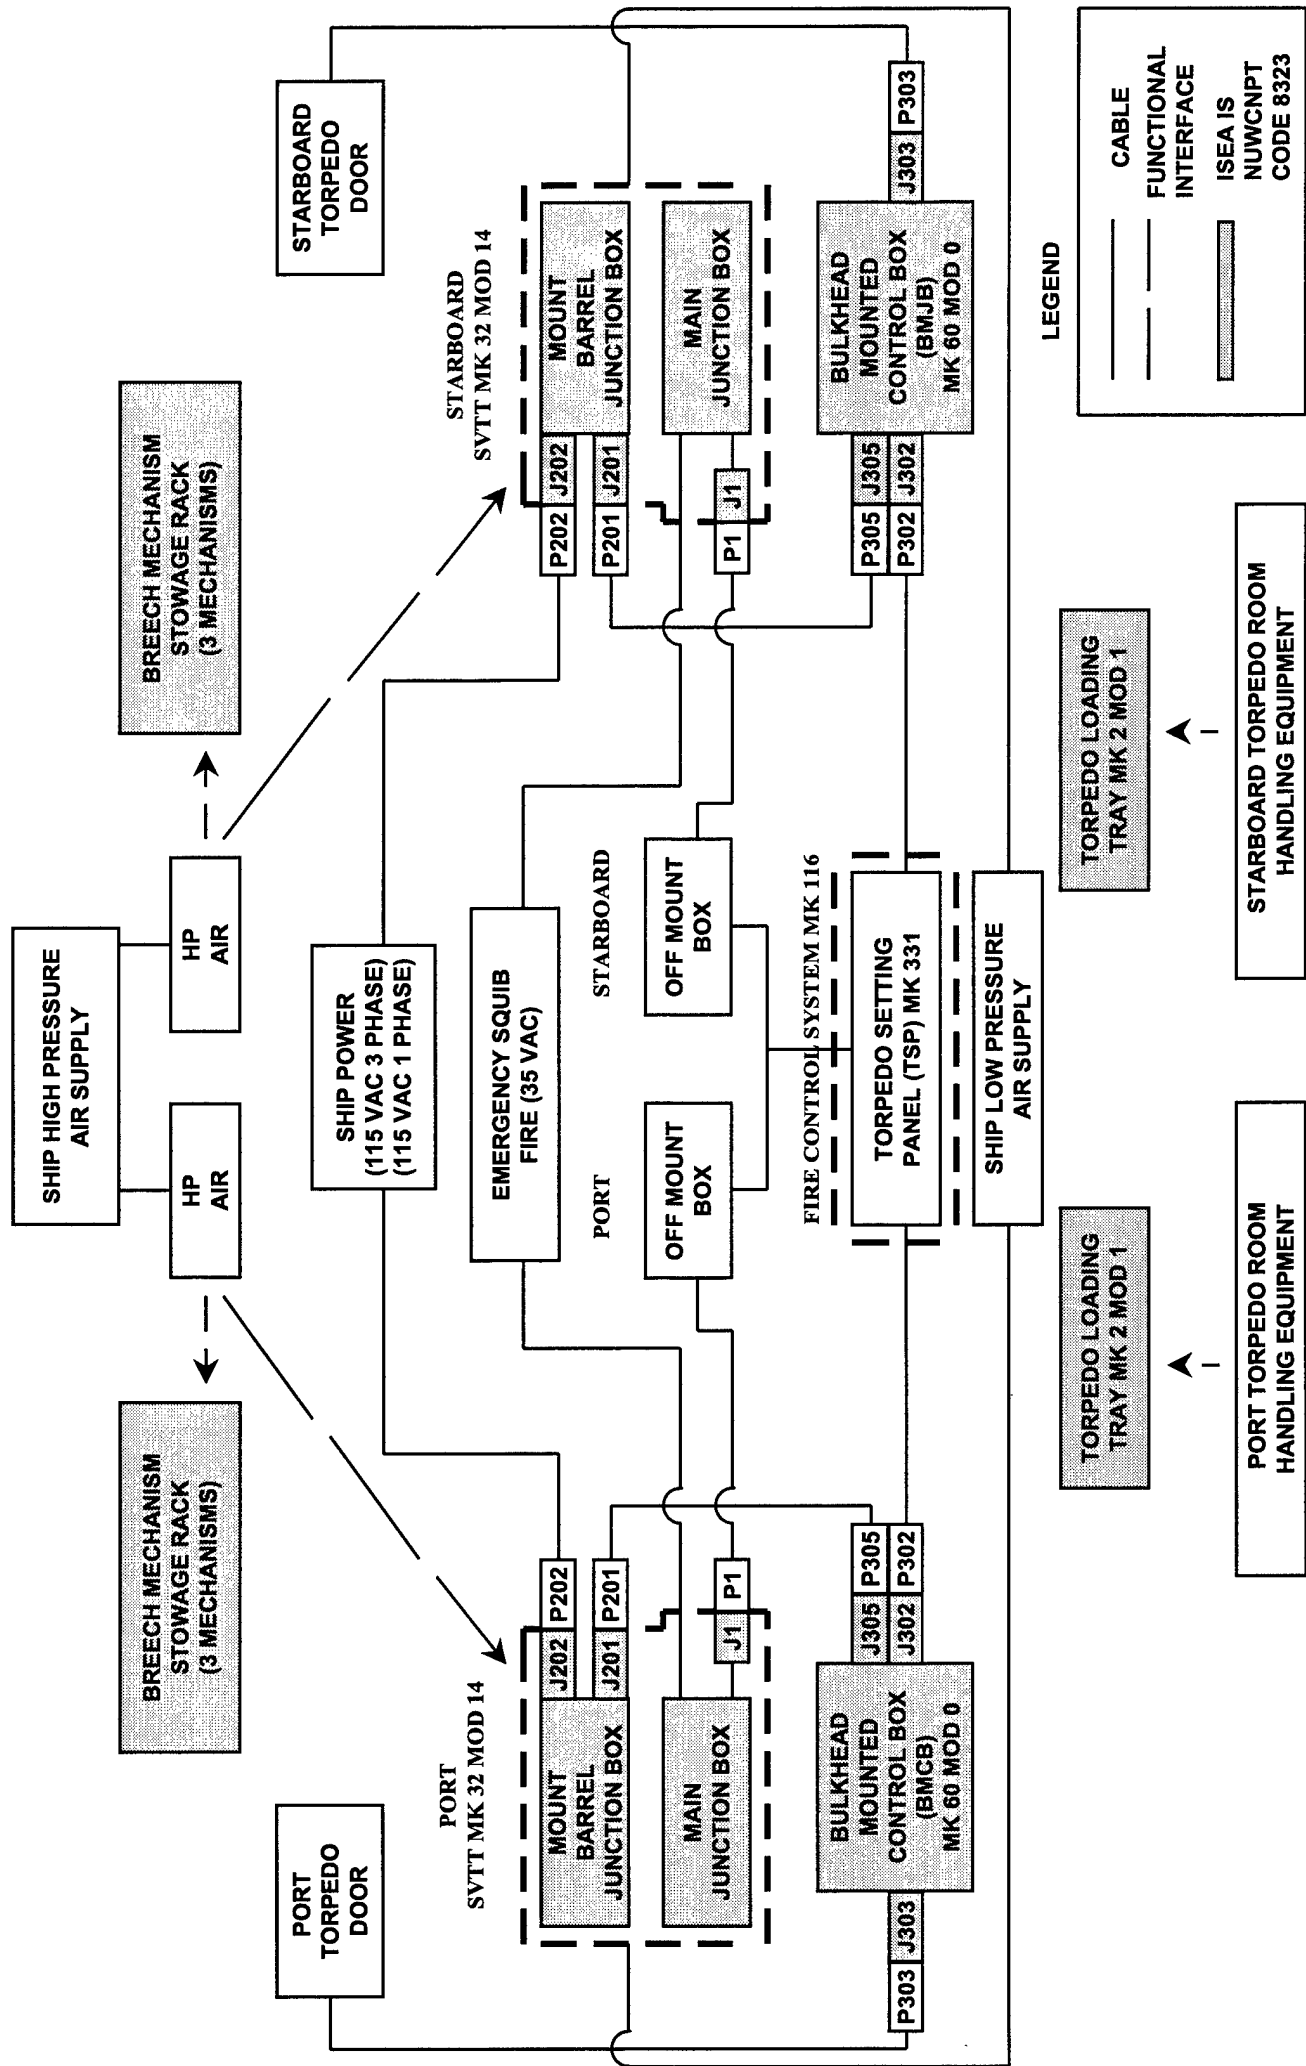 SHIP HIGH PRESSURE
AIR SUPPLY
HP
AIR
HP
AIR
BREECH MECHANISM
STOWAGE RACK
(3 MECHANISMS)
BREECH MECHANISM
STOWAGE RACK
(3 MECHANISMS)
PORT
TORPEDO
DOOR
SHIP POWER
(115 VAC 3 PHASE)
(115 VAC 1 PHASE)
STARBOARD
TORPEDO
DOOR
PORT
SVTT MK 32 MOD 14
MOUNT
BARREL
JUNCTION BOX
J202
P202
J201
P201
MAIN
JUNCTION BOX
J1
P1
EMERGENCY SQUIB
FIRE (35 VAC)
STARBOARD
SVTT MK 32 MOD 14
P202
J202
P201
J201
MOUNT
BARREL
JUNCTION BOX
P1
J1
MAIN
JUNCTION BOX
PORT
OFF MOUNT
BOX
STARBOARD
OFF MOUNT
BOX
FIRE CONTROL SYSTEM MK 116
TORPEDO SETTING
PANEL (TSP) MK 331
P303
J303
BULKHEAD
MOUNTED
CONTROL BOX
(BMCB)
MK 60 MOD 0
J305
P305
J302
P302
P305
J305
P302
J302
BULKHEAD
MOUNTED
CONTROL BOX
(BMJB)
MK 60 MOD 0
J303
P303
SHIP LOW PRESSURE
AIR SUPPLY
TORPEDO LOADING
TRAY MK 2 MOD 1
PORT TORPEDO ROOM
HANDLING EQUIPMENT
TORPEDO LOADING
TRAY MK 2 MOD 1
STARBOARD TORPEDO ROOM
HANDLING EQUIPMENT
LEGEND
CABLE
FUNCTIONAL
INTERFACE
ISEA IS
NUWCNPT
CODE 8323